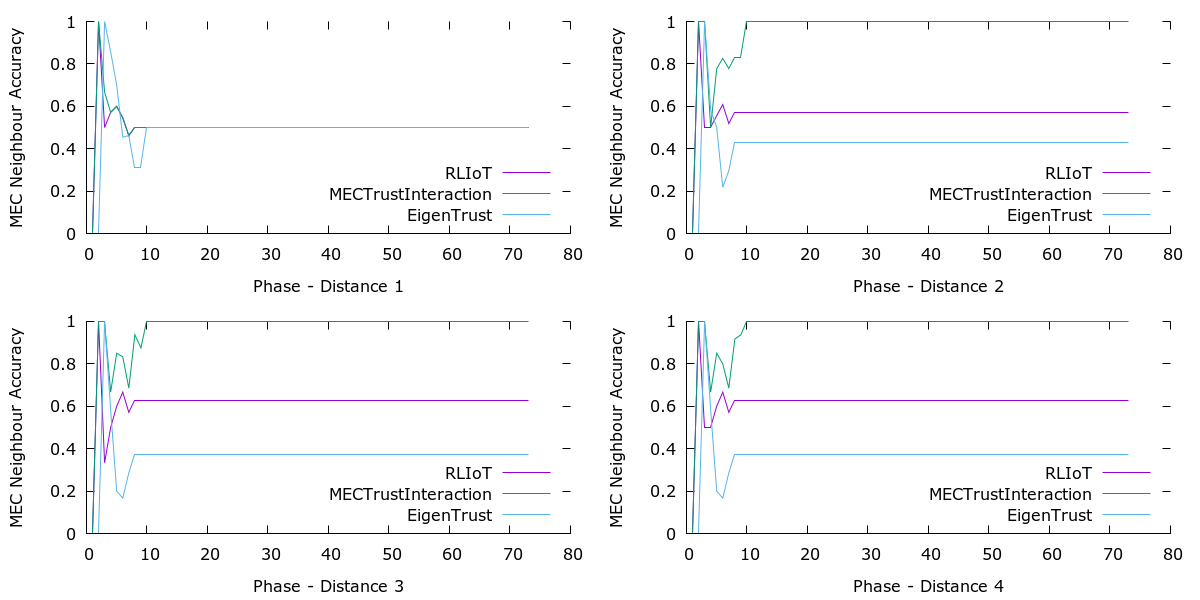 MEC Neighbour Accuracy
1
0.8
0.6
0.4
0.2
0
RLIoT
MECTrustInteraction
EigenTrust
0 10 20 30 40 50 60 70 80
Phase - Distance 1
MEC Neighbour Accuracy
1
0.8
0.6
0.4
0.2
0
RLIoT
MECTrustInteraction
EigenTrust
0 10 20 30 40 50 60 70 80
Phase - Distance 2
MEC Neighbour Accuracy
1
0.8
0.6
0.4
0.2
0
RLIoT
MECTrustInteraction
EigenTrust
0 10 20 30 40 50 60 70 80
Phase - Distance 3
MEC Neighbour Accuracy
1
0.8
0.6
0.4
0.2
0
RLIoT
MECTrustInteraction
EigenTrust
0 10 20 30 40 50 60 70 80
Phase - Distance 4